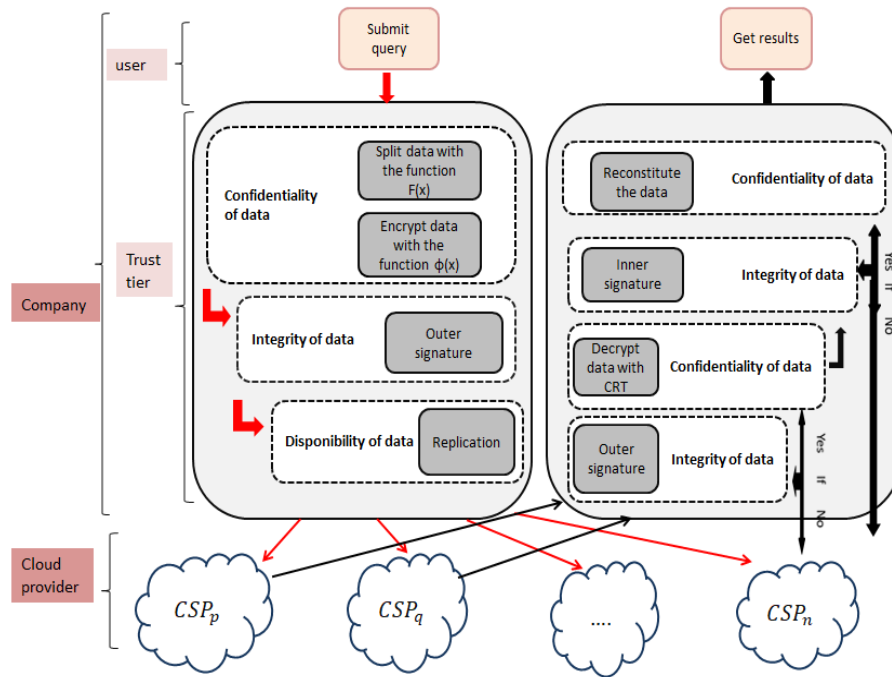 Submit
query
Get results
user
Split data with
the function
F(x)
Confidentiality
of data
Encrypt data
with the
function ϕ(x)
Reconstitute
the data
Confidentiality of data
Trust
tier
Company
Inner
signature
Integrity of data
Yes If No
Integrity of data
Outer
signature
Decrypt
data with
CRT
Confidentiality of data
Disponibility of data
Replication
Outer
signature
Integrity of data
Yes If No
Cloud
provider
CSPp
CSPq
....
CSPn